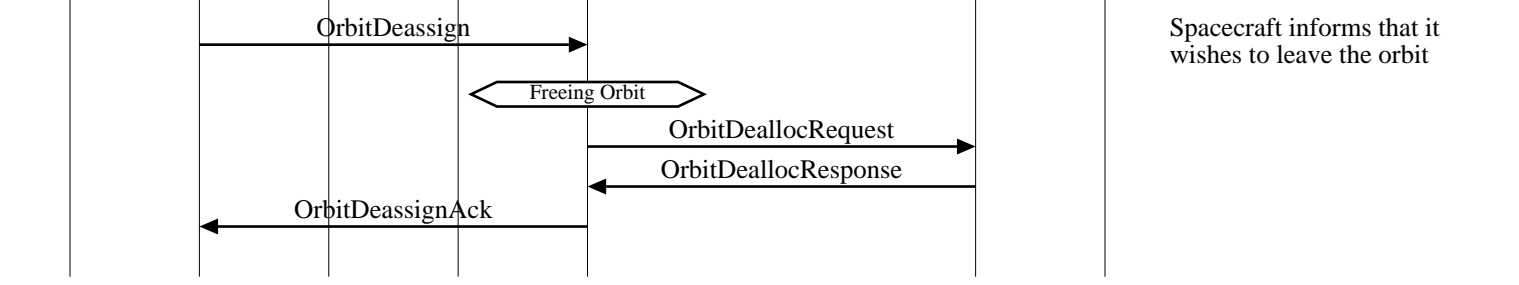 OrbitDeassign
Spacecraft informs that it
wishes to leave the orbit
Freeing Orbit
OrbitDeallocRequest
OrbitDeallocResponse
OrbitDeassignAck